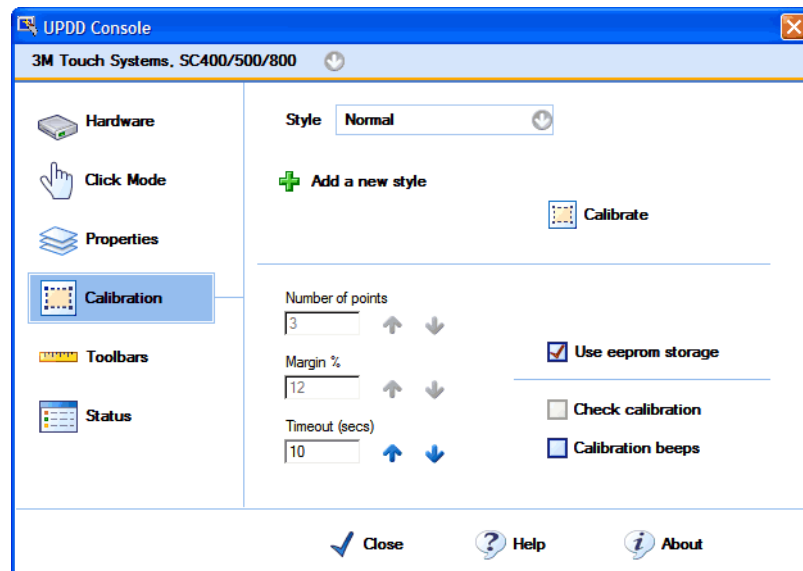 UPDD Console
3M Touch Systems, SC400/500/800
Hardware
Click Mode
Properties
Calibration
Toolbars
Status
Style Normal
Add a new style
Calibrate
Number of points
3
Margin %
12
Timeout (secs)
10
Use eeprom storage
Check calibration
Calibration beeps
Close Help About